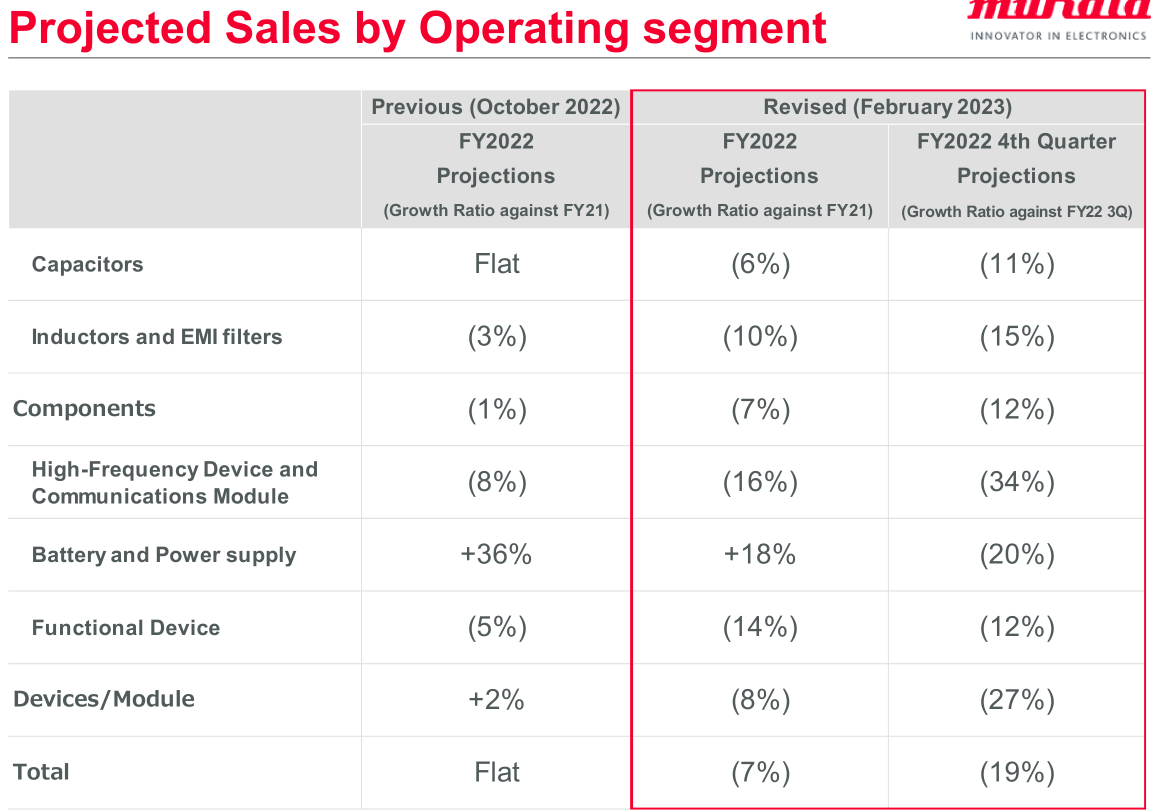 Projected Sales by Operating segment
muRata
INNOVATOR IN ELECTRONICS
Previous (October 2022)
Revised (February 2023)
FY2022
Projections
(Growth Ratio against FY21)
FY2022
Projections
(Growth Ratio against FY21)
FY2022 4th Quarter
Projections
(Growth Ratio against FY22 3Q)
Capacitors Flat (6%) (11%)
Inductors and EMI filters (3%) (10%) (15%)
Components (1%) (7%) (12%)
High-Frequency Device and
Communications Module (8%) (16%) (34%)
Battery and Power supply +36% +18% (20%)
Functional Device (5%) (14%) (12%)
Devices/Module +2% (8%) (27%)
Total Flat (7%) (19%)